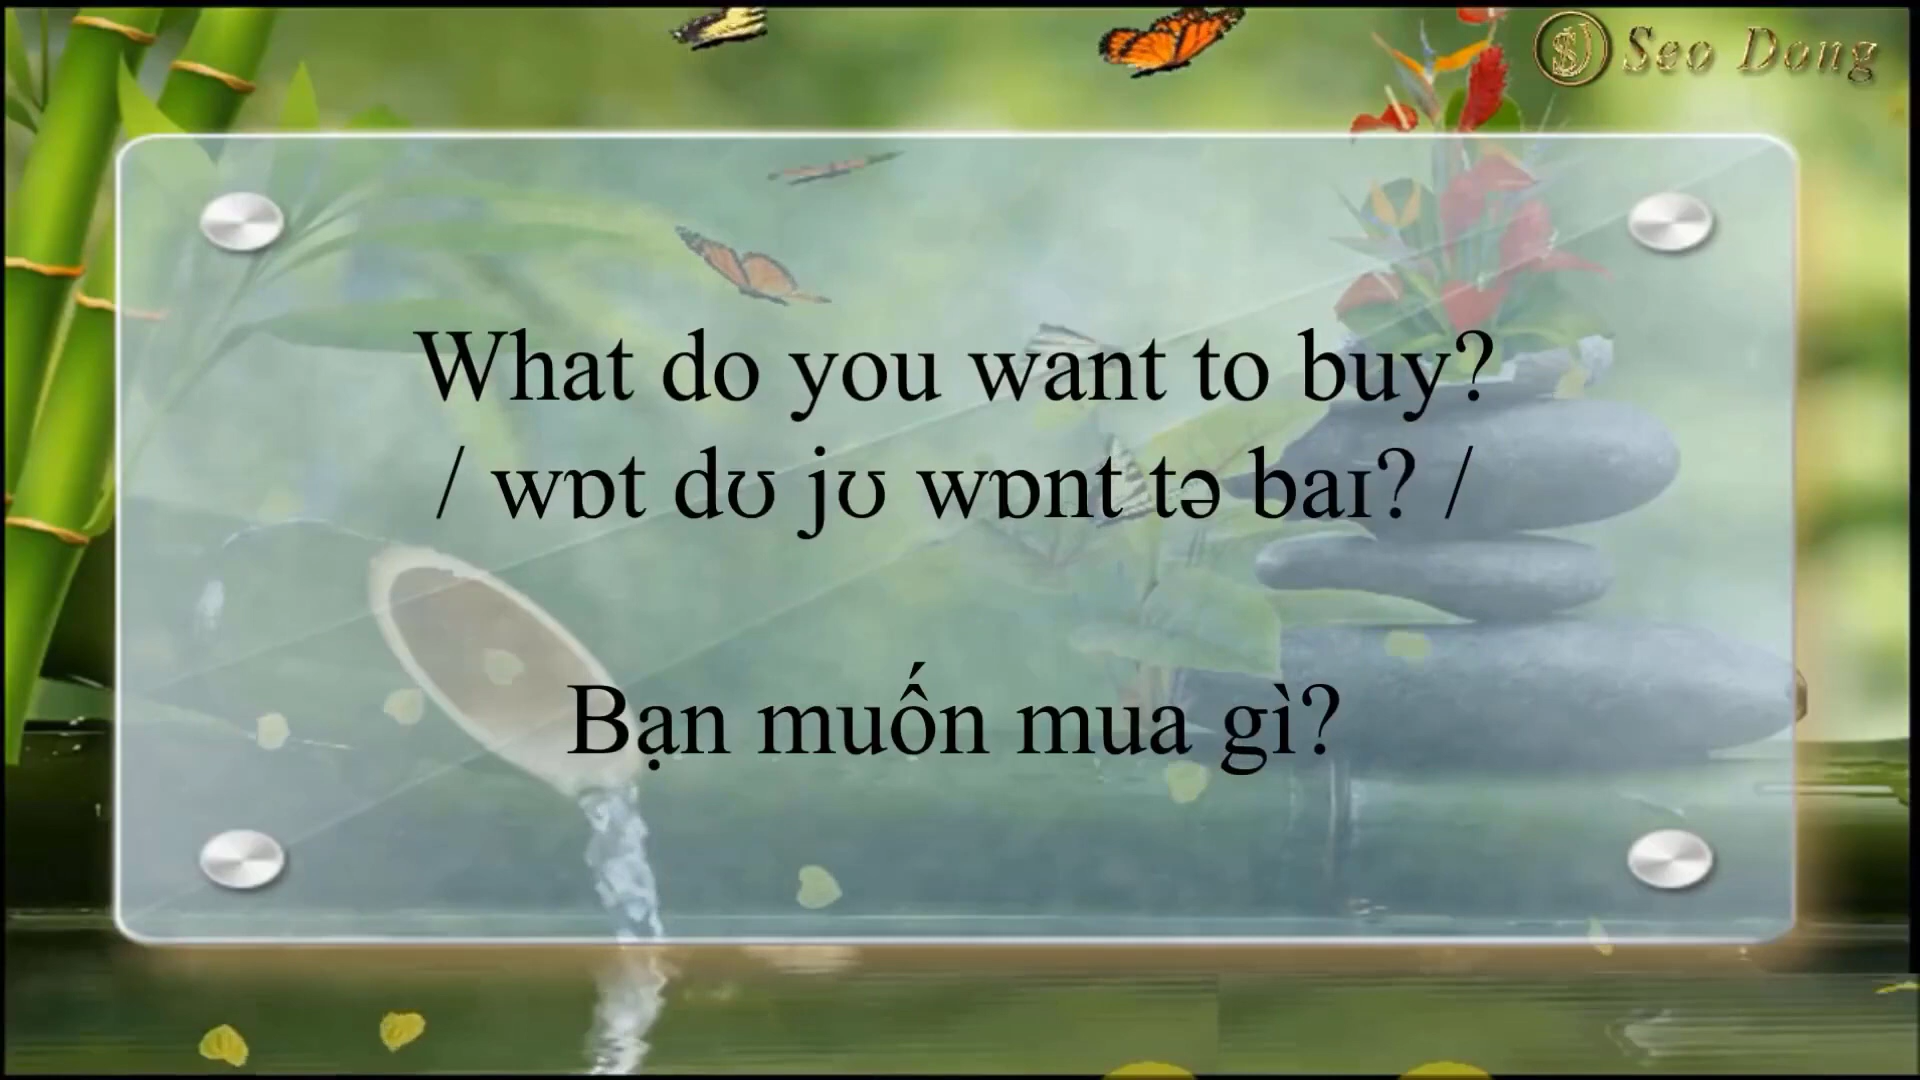 Seo Dong
What do you want to buy?
/ wɒt dʊ jʊ wɒnt tə baɪ? /
Bạn muốn mua gì?